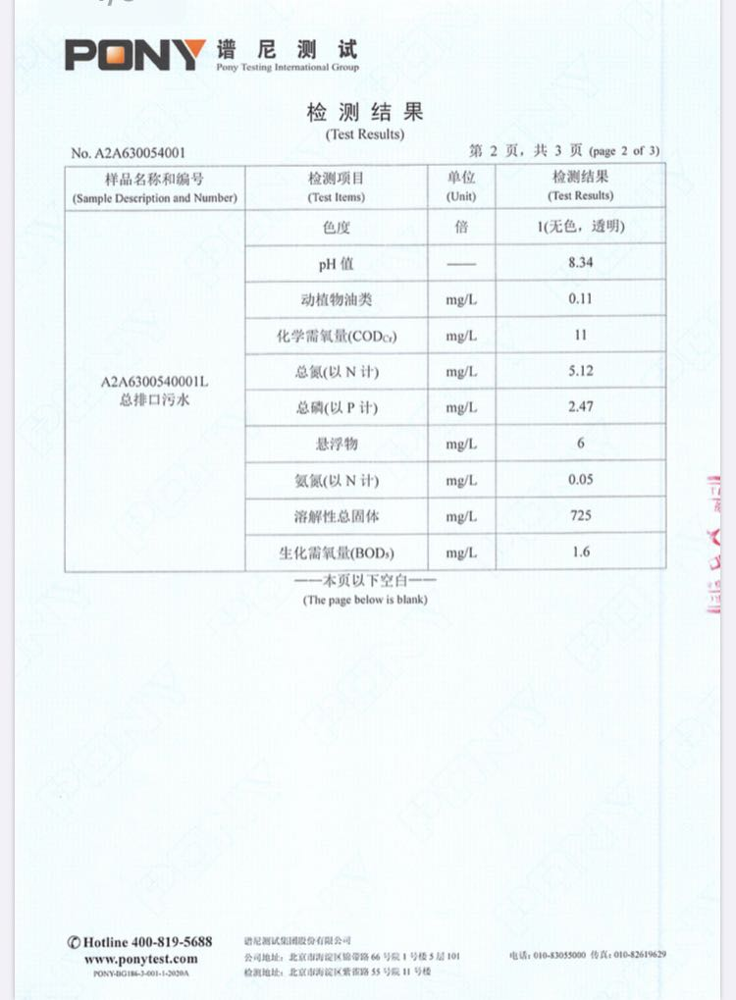 PONY 谱尼测试
Pony Testing International Group
检测结果
(Test Results)
No. A2A630054001
第 2 页，共 3 页 (page 2 of 3)
样品名称和编号 检测项目 单位 检测结果
(Sample Description and Number) (Test Items) (Unit) (Test Results)
色度 倍 1(无色，透明)
pH 值 —— 8.34
动植物油类 mg/L 0.11
化学需氧量(CODCr) mg/L 11
A2A6300540001L
总排口污水
总氮(以 N 计) mg/L 5.12
总磷(以 P 计) mg/L 2.47
悬浮物 mg/L 6
氨氮(以 N 计) mg/L 0.05
溶解性总固体 mg/L 725
生化需氧量(BOD₅) mg/L 1.6
——本页以下空白——
(The page below is blank)
Hotline 400-819-5688
www.ponytest.com
PONY-BG186-3-001-1-2020A
谱尼测试集团股份有限公司
公司地址：北京市海淀区锦带路 66 号院 1 号楼 5 层 101
检测地址：北京市海淀区紫雀路 55 号院 11 号楼
电话：010-83055000 传真：010-82619629